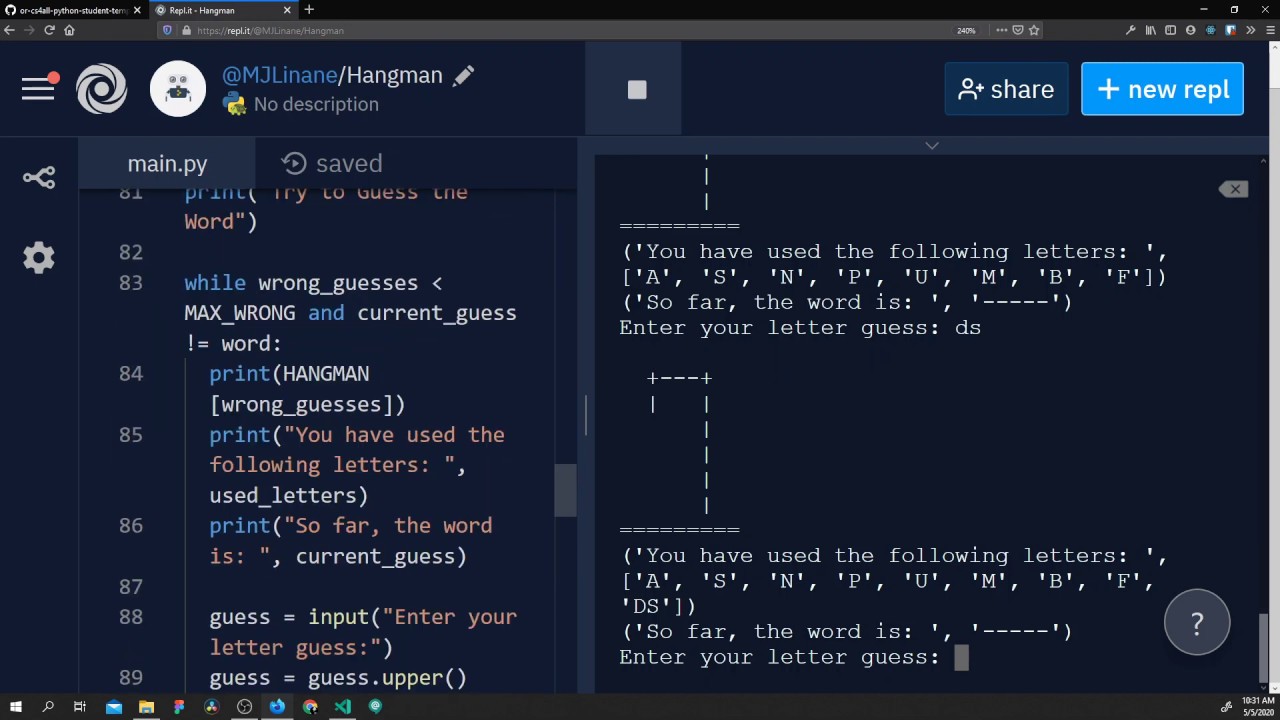 or-cs4all-python-student-temp
Repl.it - Hangman
https://repl.it/@MJLinane/Hangman
240%
@MJLinane/Hangman
No description
share
+ new repl
main.py
saved
81 print("Try to Guess the
Word")
82
83 while wrong_guesses <
MAX_WRONG and current_guess
!= word:
84 print(HANGMAN
[wrong_guesses])
85 print("You have used the
following letters: ",
used_letters)
86 print("So far, the word
is: ", current_guess)
87
88 guess = input("Enter your
letter guess:")
89 guess = guess.upper()
|
|
|
=========
('You have used the following letters: ',
['A', 'S', 'N', 'P', 'U', 'M', 'B', 'F'])
('So far, the word is: ', '-----')
Enter your letter guess: ds
+---+
|   |
|
|
|
|
=========
('You have used the following letters: ',
['A', 'S', 'N', 'P', 'U', 'M', 'B', 'F',
'DS'])
('So far, the word is: ', '-----')
Enter your letter guess:
?
10:31 AM
5/5/2020